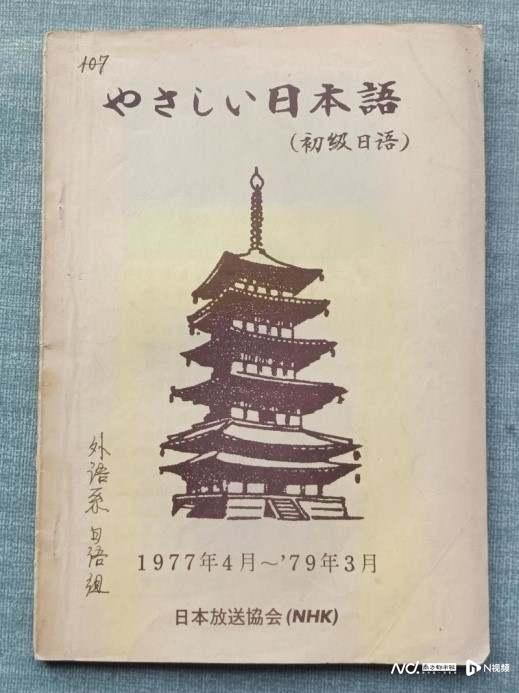 107
やさしい日本語
(初级日语)
外语系日语组
1977年4月～'79年3月
日本放送協会(NHK)
N视频